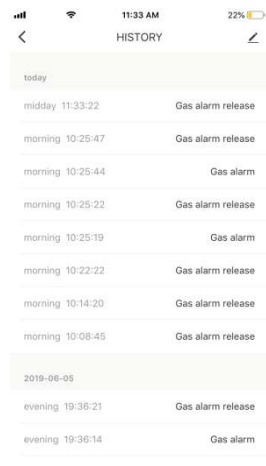 11:33 AM 22%
HISTORY
today
midday 11:33:22 Gas alarm release
morning 10:25:47 Gas alarm release
morning 10:25:44 Gas alarm
morning 10:25:22 Gas alarm release
morning 10:25:19 Gas alarm
morning 10:22:22 Gas alarm release
morning 10:14:20 Gas alarm release
morning 10:08:45 Gas alarm release
2019-06-05
evening 19:36:21 Gas alarm release
evening 19:36:14 Gas alarm